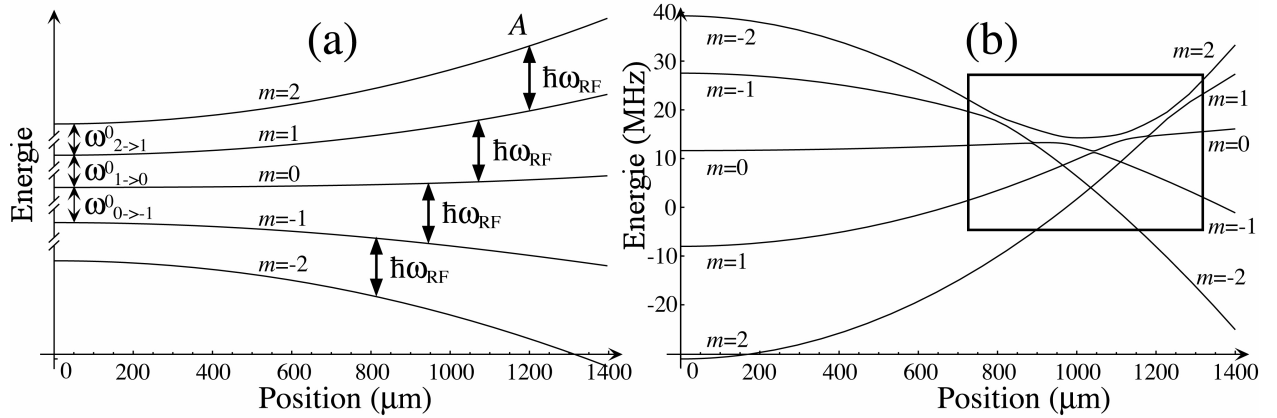 (a)
A
Energie
m=2
ħωRF
ω⁰2->1
m=1
ω⁰1->0
m=0
ħωRF
ω⁰0->-1
m=-1
ħωRF
m=-2
ħωRF
0 200 400 600 800 1000 1200 1400
Position (μm)
(b)
Energie (MHz)
40
30
20
10
0
-10
-20
m=-2
m=-1
m=0
m=1
m=2
m=2
m=1
m=0
m=-1
m=-2
0 200 400 600 800 1000 1200 1400
Position (μm)